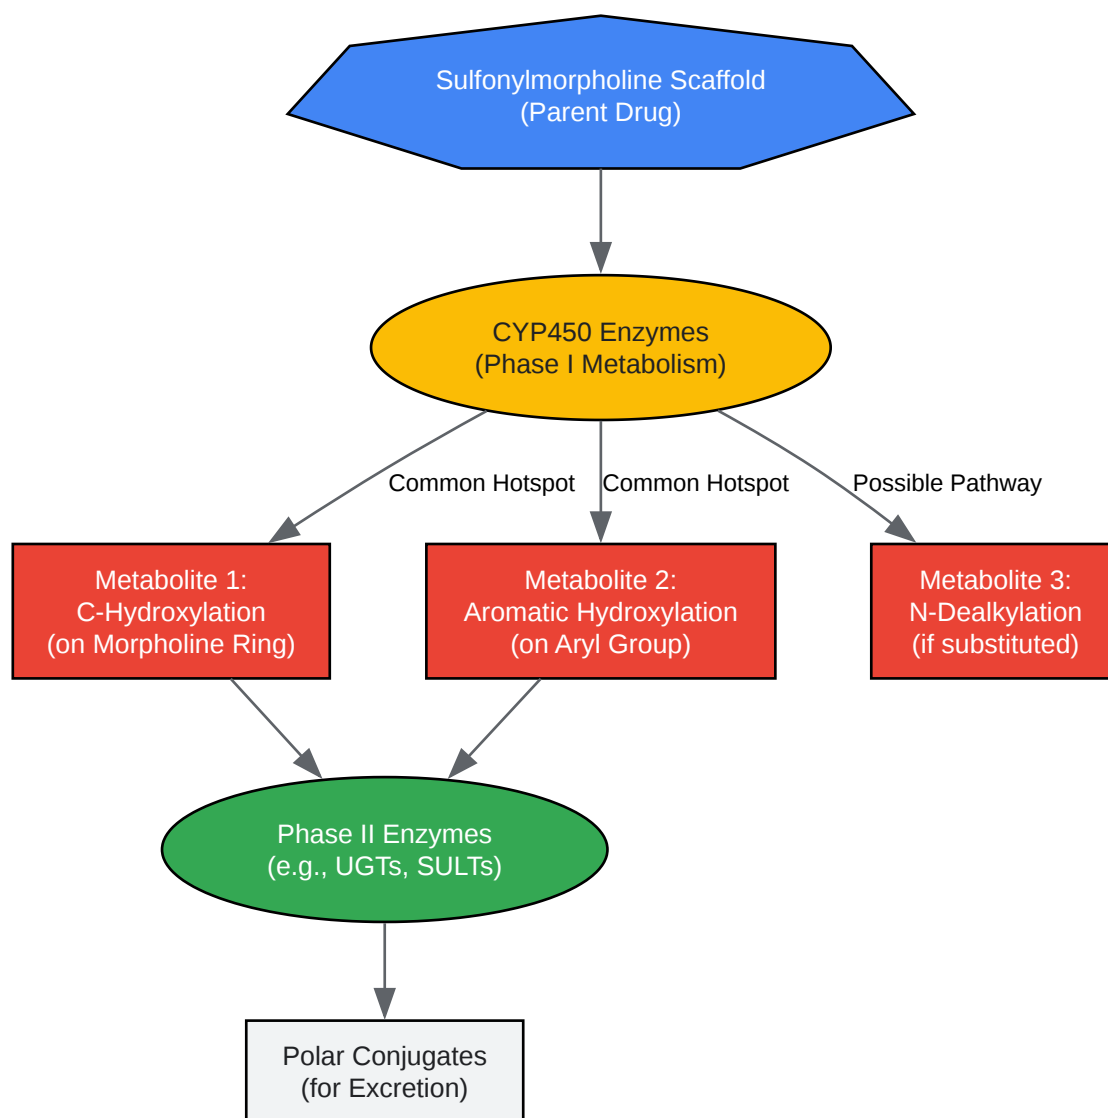 Sulfonylmorpholine Scaffold
(Parent Drug)
CYP450 Enzymes
(Phase I Metabolism)
Common Hotspot
Common Hotspot
Possible Pathway
Metabolite 1:
C-Hydroxylation
(on Morpholine Ring)
Metabolite 2:
Aromatic Hydroxylation
(on Aryl Group)
Metabolite 3:
N-Dealkylation
(if substituted)
Phase II Enzymes
(e.g., UGTs, SULTs)
Polar Conjugates
(for Excretion)